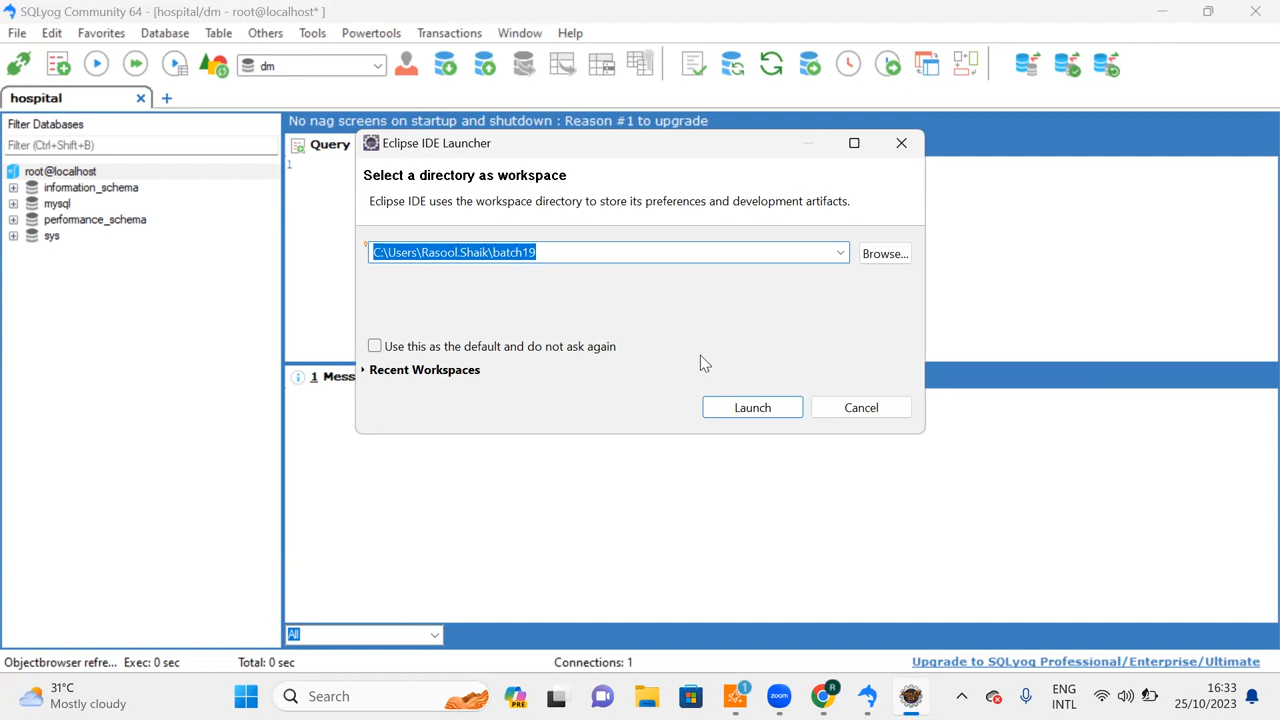 SQLyog Community 64 - [hospital/dm - root@localhost* ]
File Edit Favorites Database Table Others Tools Powertools Transactions Window Help
dm
hospital
Filter Databases
Filter (Ctrl+Shift+B)
root@localhost
information_schema
mysql
performance_schema
sys
No nag screens on startup and shutdown : Reason #1 to upgrade
Query
1
Eclipse IDE Launcher
Select a directory as workspace
Eclipse IDE uses the workspace directory to store its preferences and development artifacts.
C:\Users\Rasool.Shaik\batch19
Browse...
Use this as the default and do not ask again
Recent Workspaces
Launch Cancel
1 Mess
All
Objectbrowser refre... Exec: 0 sec Total: 0 sec Connections: 1 Upgrade to SQLyog Professional/Enterprise/Ultimate
31°C
Mostly cloudy
Search
PRE
1
zoom
R
ENG
INTL
16:33
25/10/2023